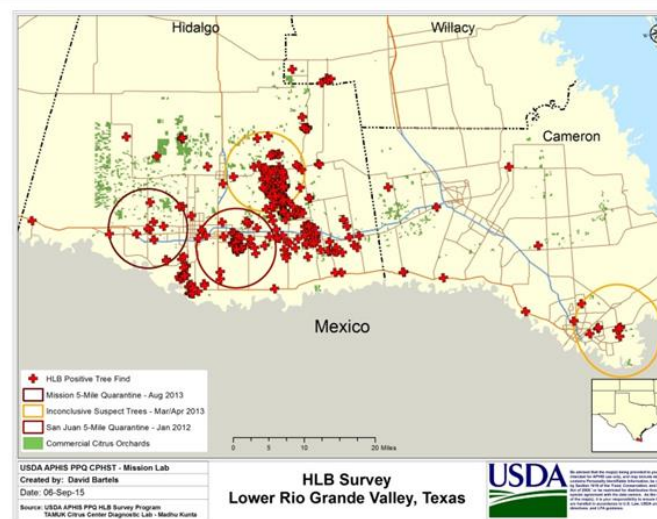 Hidalgo
Willacy
Cameron
Mexico
HLB Positive Tree Find
Mission 5-Mile Quarantine - Aug 2013
Inconclusive Suspect Trees - Mar/Apr 2013
San Juan 5-Mile Quarantine - Jan 2012
Commercial Citrus Orchards
0 5 10 20 Miles
USDA APHIS PPQ CPHST - Mission Lab
Created by: David Bartels
Date: 06-Sep-15
Source: USDA APHIS PPQ HLB Survey Program
TAMUK Citrus Center Diagnostic Lab - Madhu Kunta
HLB Survey
Lower Rio Grande Valley, Texas
USDA